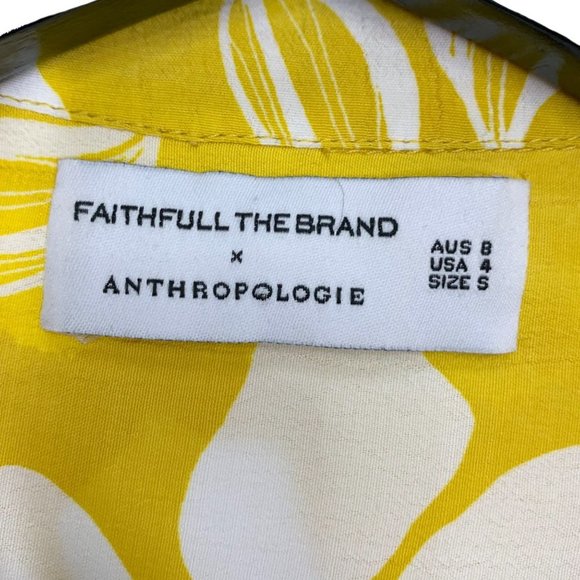 FAITHFULL THE BRAND
x
ANTHROPOLOGIE
AUS 8
USA 4
SIZE S